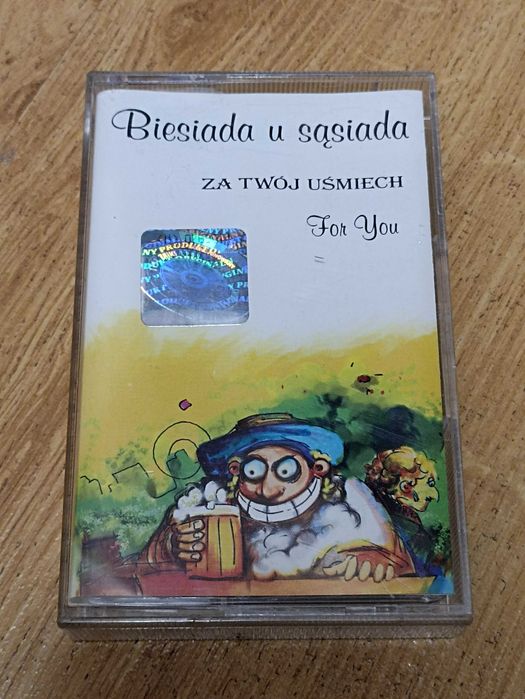 Biesiada u sąsiada
ZA TWÓJ UŚMIECH
For You